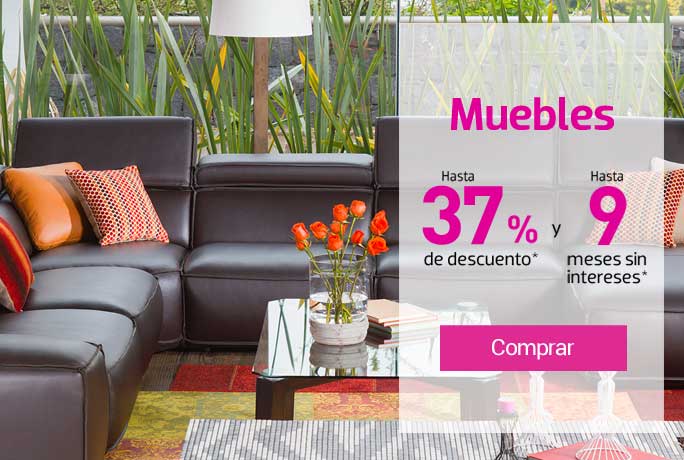 Muebles
Hasta
37%
de descuento*
y
Hasta
9
meses sin
intereses*
Comprar